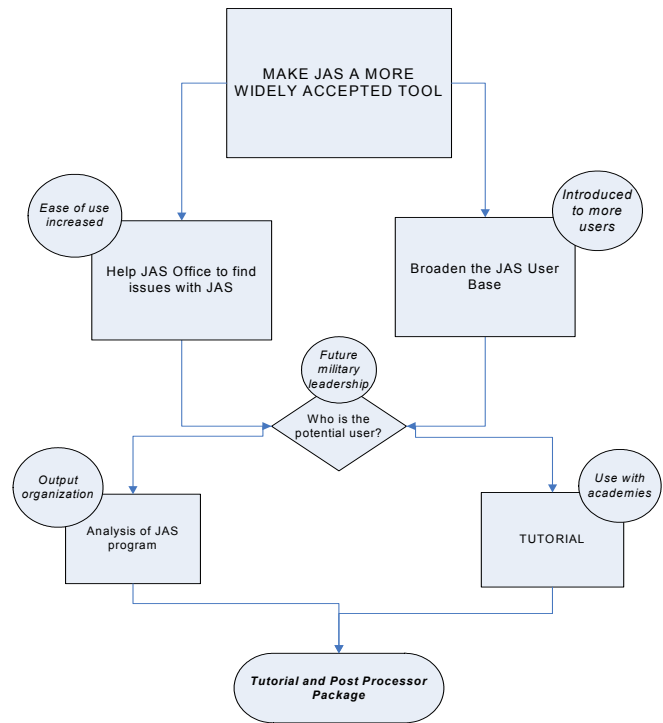 MAKE JAS A MORE
WIDELY ACCEPTED TOOL
Ease of use
increased
Introduced
to more
users
Help JAS Office to find
issues with JAS
Broaden the JAS User
Base
Future
military
leadership
Who is the
potential user?
Output
organization
Use with
academies
Analysis of JAS
program
TUTORIAL
Tutorial and Post Processor
Package